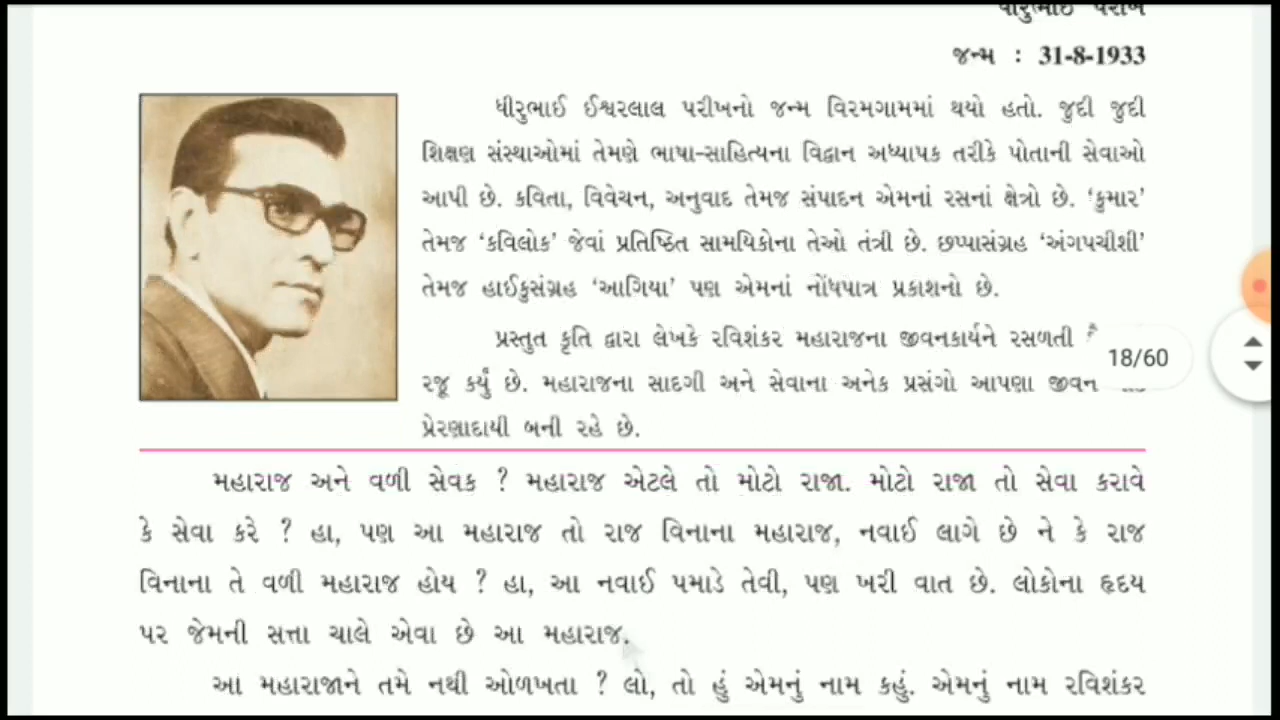 પરીખ
જન્મ : 31-8-1933
ધીરુભાઈ ઈશ્વરલાલ પરીખનો જન્મ વિરમગામમાં થયો હતો. જુદી જુદી
શિક્ષણ સંસ્થાઓમાં તેમણે ભાષા-સાહિત્યના વિદ્વાન અધ્યાપક તરીકે પોતાની સેવાઓ
આપી છે. કવિતા, વિવેચન, અનુવાદ તેમજ સંપાદન એમનાં રસનાં ક્ષેત્રો છે. ‘કુમાર’
તેમજ ‘કવિલોક’ જેવાં પ્રતિષ્ઠિત સામયિકોના તેઓ તંત્રી છે. છપ્પાસંગ્રહ ‘અંગપચીશી’
તેમજ હાઈકુસંગ્રહ ‘આગિયા’ પણ એમનાં નોંધપાત્ર પ્રકાશનો છે.
પ્રસ્તુત કૃતિ દ્વારા લેખકે રવિશંકર મહારાજના જીવનકાર્યને રસળતી
18/60
રજૂ કર્યું છે. મહારાજના સાદગી અને સેવાના અનેક પ્રસંગો આપણા જીવન
પ્રેરણાદાયી બની રહે છે.
મહારાજ અને વળી સેવક ? મહારાજ એટલે તો મોટો રાજા. મોટો રાજા તો સેવા કરાવે
કે સેવા કરે ? હા, પણ આ મહારાજ તો રાજ વિનાના મહારાજ, નવાઈ લાગે છે ને કે રાજ
વિનાના તે વળી મહારાજ હોય ? હા, આ નવાઈ પમાડે તેવી, પણ ખરી વાત છે. લોકોના હૃદય
પર જેમની સત્તા ચાલે એવા છે આ મહારાજ.
આ મહારાજાને તમે નથી ઓળખતા ? લો, તો હું એમનું નામ કહું. એમનું નામ રવિશંકર